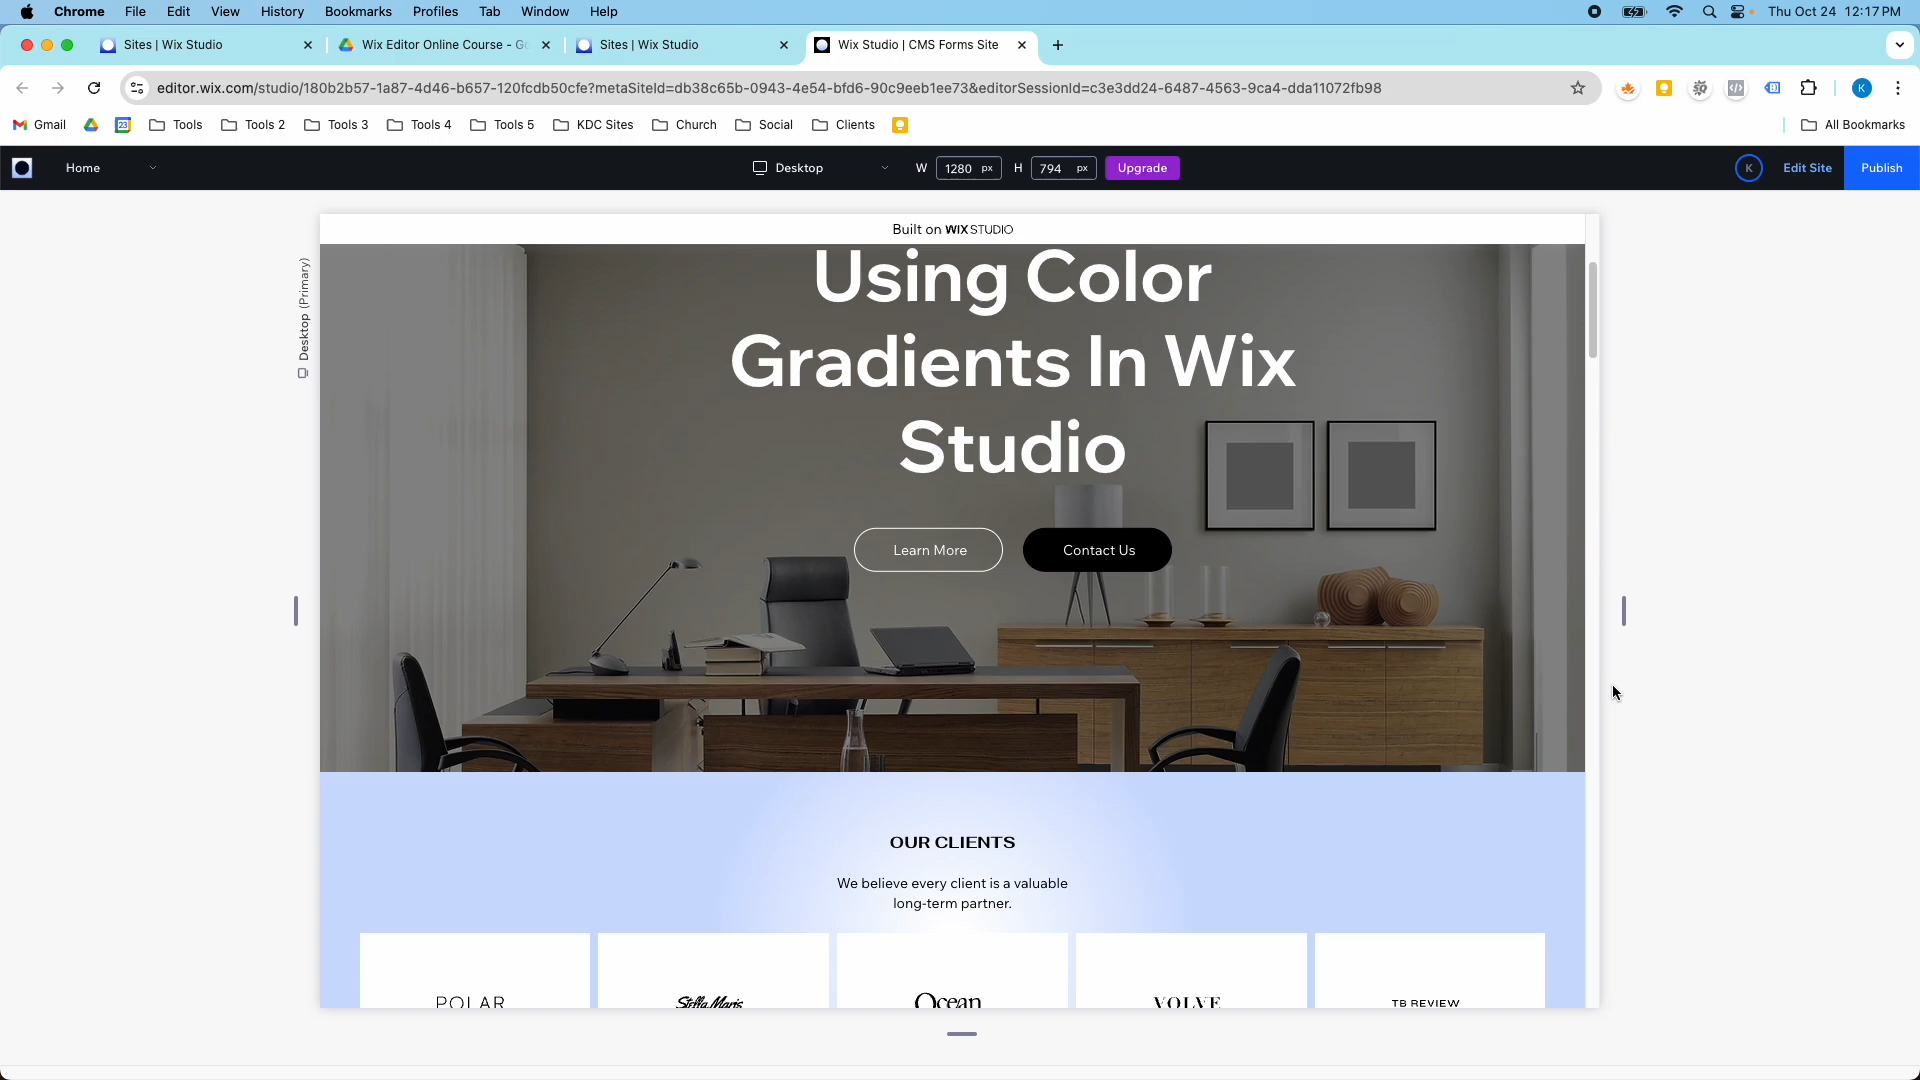 Chrome File Edit View History Bookmarks Profiles Tab Window Help Thu Oct 24 12:17 PM
Sites | Wix Studio Wix Editor Online Course - Go Sites | Wix Studio Wix Studio | CMS Forms Site
editor.wix.com/studio/180b2b57-1a87-4d46-b657-120fcdb50cfe?metaSiteId=db38c65b-0943-4e54-bfd6-90c9eeb1ee73&editorSessionId=c3e3dd24-6487-4563-9ca4-dda11072fb98 K
Gmail 23 Tools Tools 2 Tools 3 Tools 4 Tools 5 KDC Sites Church Social Clients All Bookmarks
Home Desktop W 1280 px H 794 px Upgrade K Edit Site Publish
Built on WIX STUDIO
Desktop (Primary)
Using Color
Gradients In Wix
Studio
Learn More Contact Us
OUR CLIENTS
We believe every client is a valuable
long-term partner.
POLAR Stella Maris Ocean VOLVE TB REVIEW